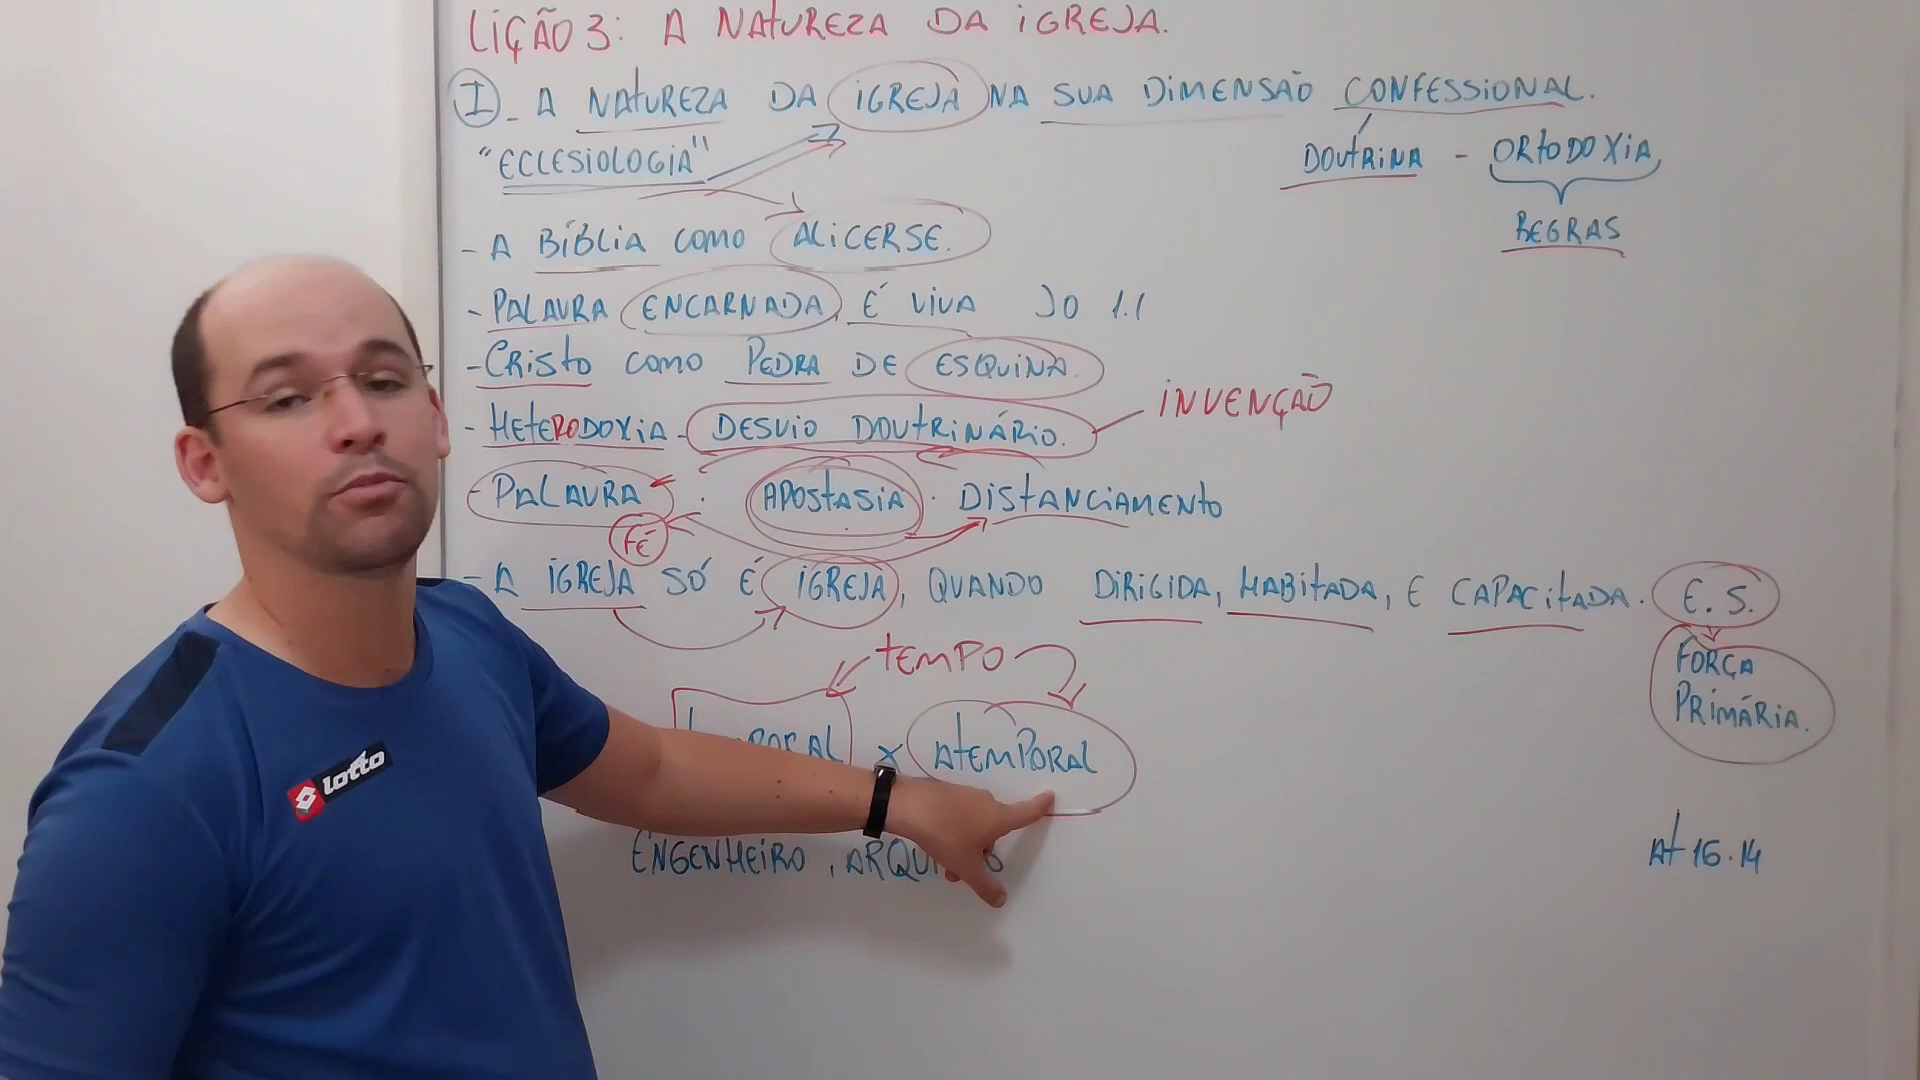 LIÇÃO 3: A NATUREZA DA IGREJA.
I - A NATUREZA DA IGREJA NA SUA DIMENSÃO CONFESSIONAL.
"ECCLESIOLOGIA"
DOUTRINA - ORTODOXIA
REGRAS
- A BÍBLIA COMO ALICERSE.
- PALAVRA ENCARNADA É VIVA JO 1.1
- CRISTO COMO PEDRA DE ESQUINA.
- HETERODOXIA - DESVIO DOUTRINÁRIO.
INVENÇÃO
- PALAVRA. APOSTASIA. DISTANCIAMENTO
FÉ
- A IGREJA SÓ É IGREJA, QUANDO DIRIGIDA, HABITADA, E CAPACITADA. E.S.
FORÇA
PRIMÁRIA.
TEMPO
X ATEMPORAL
ENGENHEIRO,
At 16.14
lotto